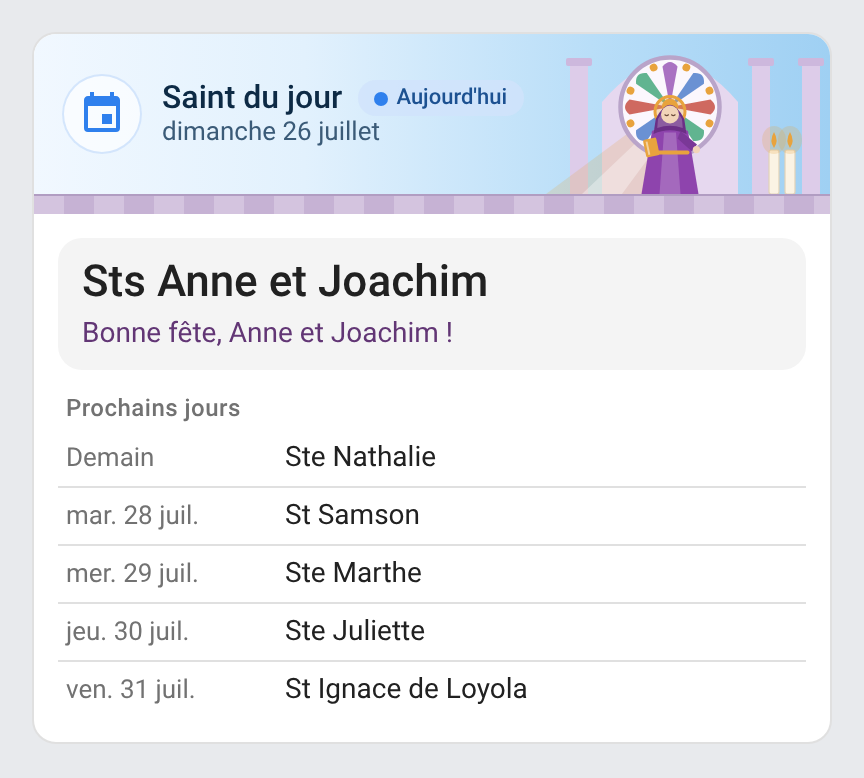 Saint du jour Aujourd'hui
dimanche 26 juillet
Sts Anne et Joachim
Bonne fête, Anne et Joachim !
Prochains jours
Demain Ste Nathalie
mar. 28 juil. St Samson
mer. 29 juil. Ste Marthe
jeu. 30 juil. Ste Juliette
ven. 31 juil. St Ignace de Loyola